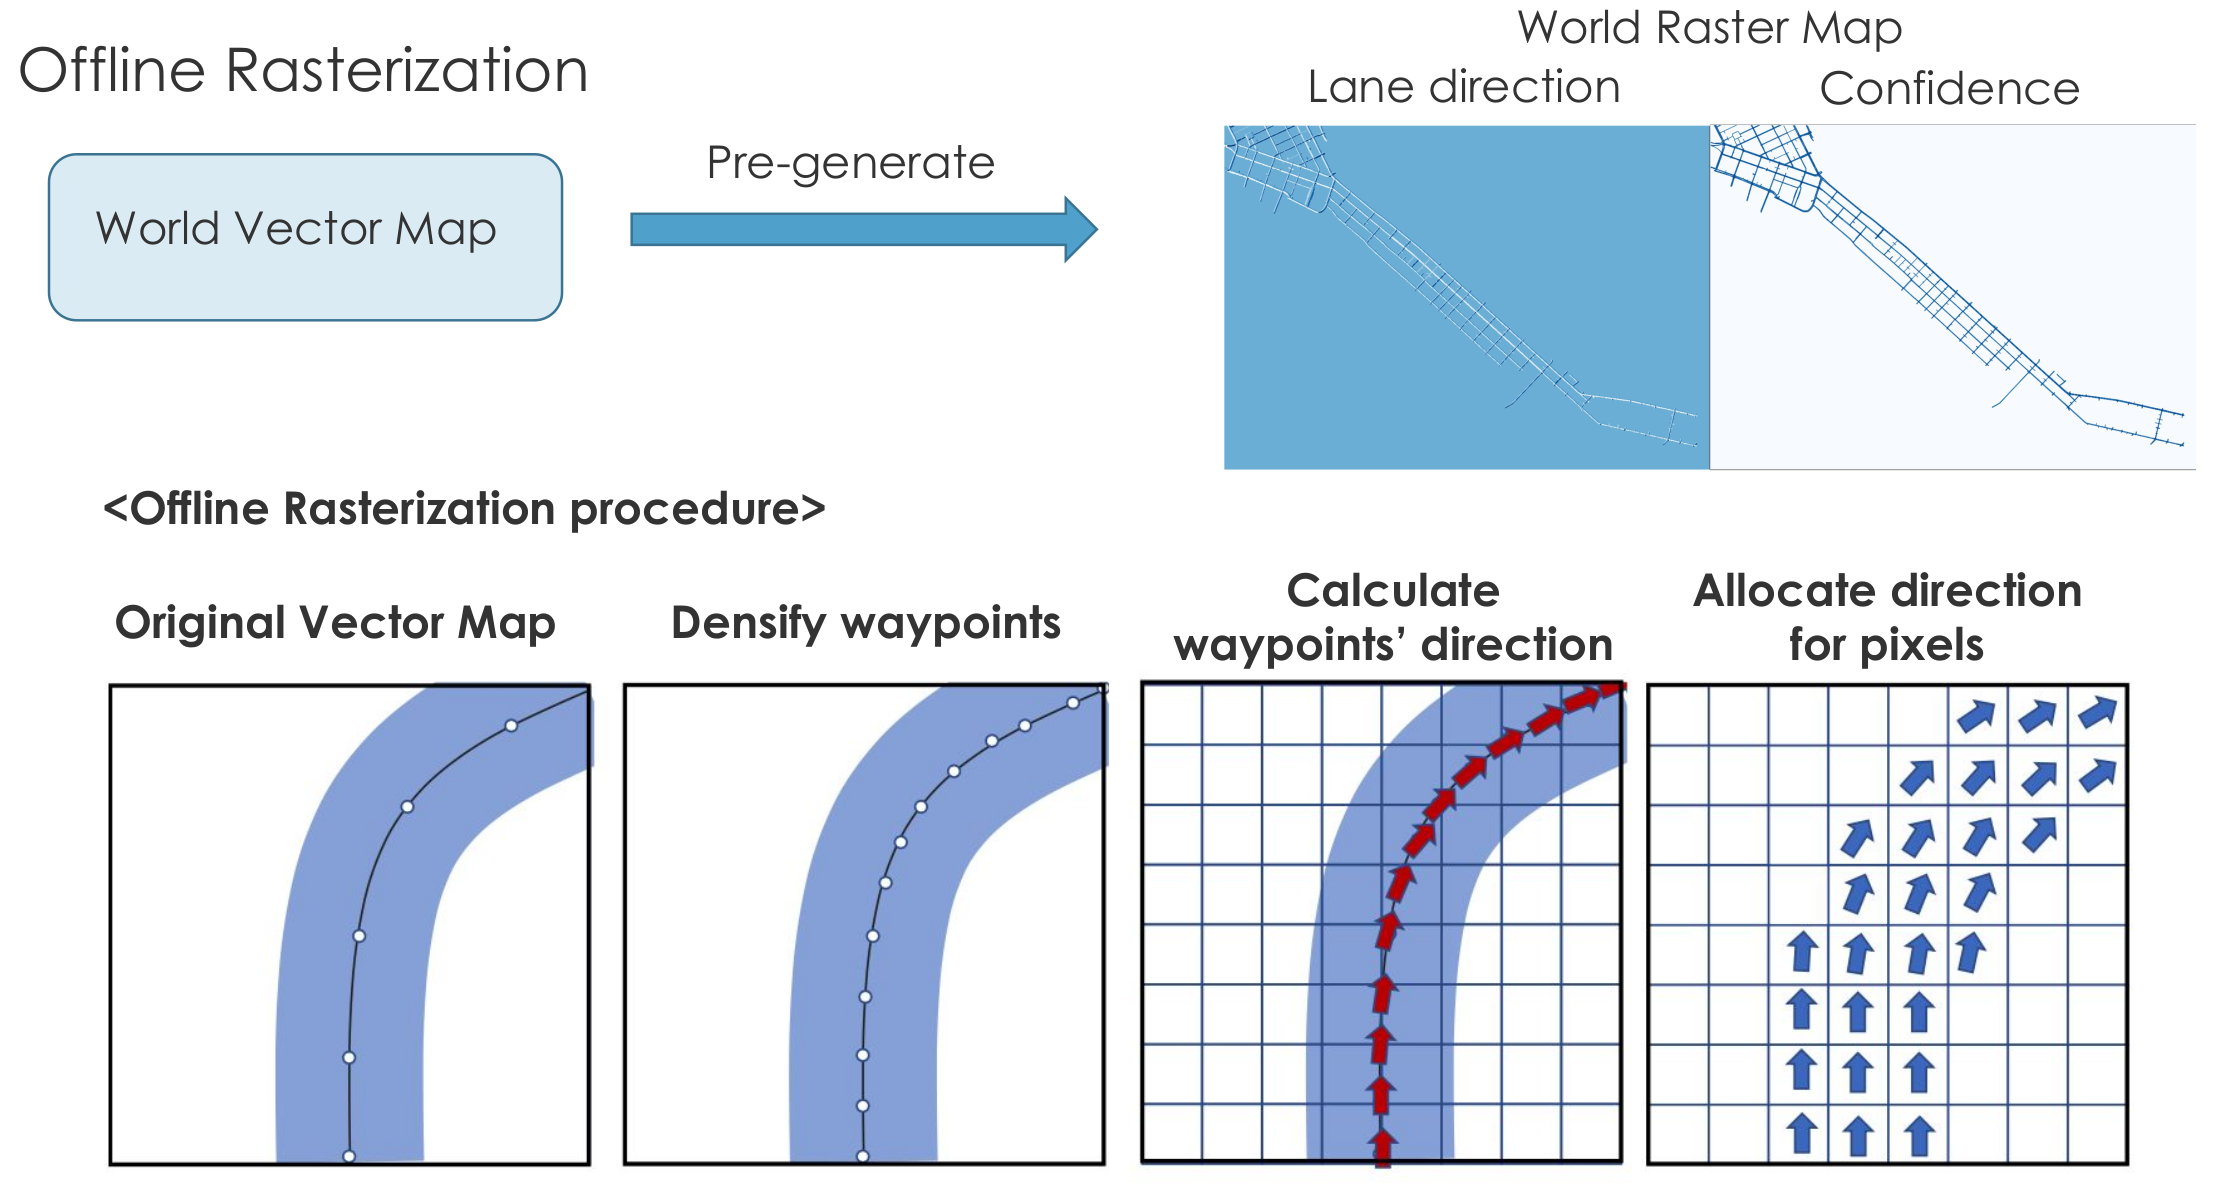 Offline Rasterization
World Vector Map
Pre-generate
World Raster Map
Lane direction
Confidence
<Offline Rasterization procedure>
Original Vector Map
Densify waypoints
Calculate
waypoints’ direction
Allocate direction
for pixels